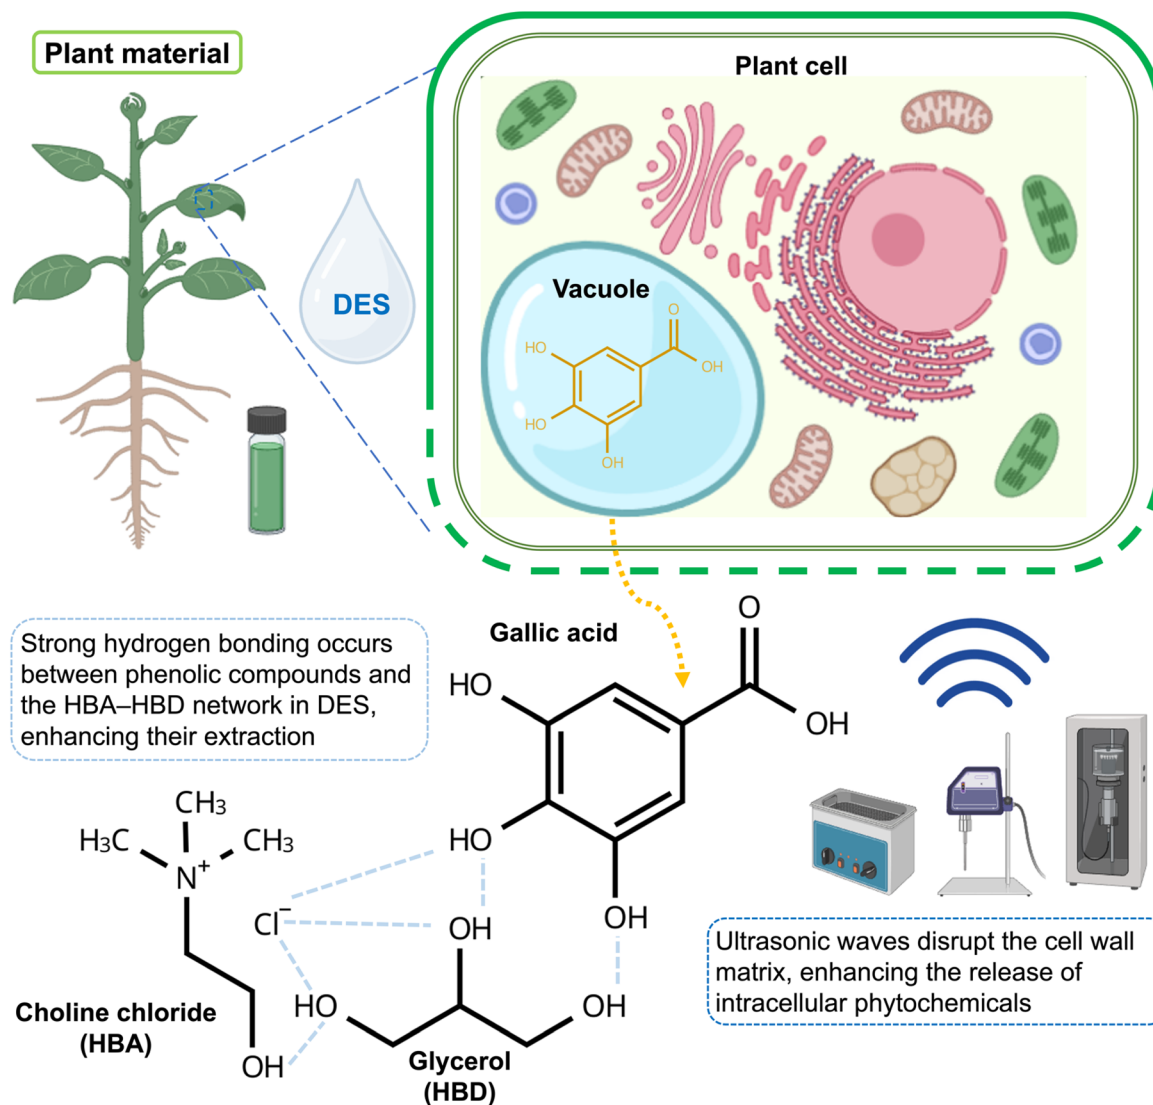 Plant material
Plant cell
DES
Vacuole
O
HO
OH
HO
OH
Strong hydrogen bonding occurs
between phenolic compounds and
the HBA–HBD network in DES,
enhancing their extraction
Gallic acid
O
HO
OH
HO
OH
CH₃
H₃C
CH₃
N⁺
Cl⁻
OH
HO
OH
OH
Choline chloride
(HBA)
Glycerol
(HBD)
Ultrasonic waves disrupt the cell wall
matrix, enhancing the release of
intracellular phytochemicals